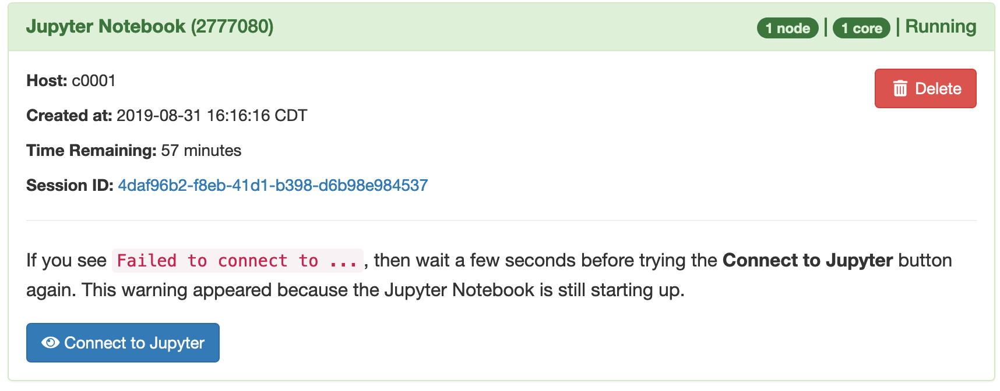 Jupyter Notebook (2777080)
1 node | 1 core | Running
Host: c0001
Delete
Created at: 2019-08-31 16:16:16 CDT
Time Remaining: 57 minutes
Session ID: 4daf96b2-f8eb-41d1-b398-d6b98e984537
If you see Failed to connect to ..., then wait a few seconds before trying the Connect to Jupyter button
again. This warning appeared because the Jupyter Notebook is still starting up.
Connect to Jupyter